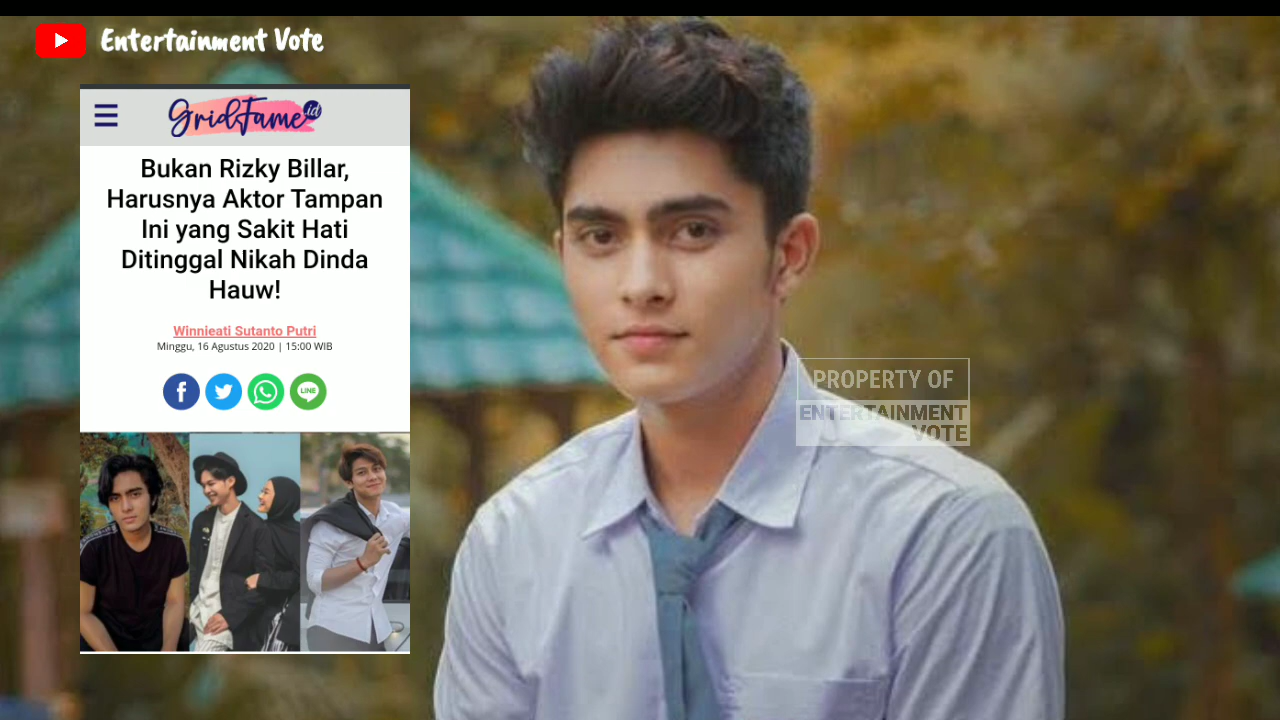 Entertainment Vote
GridFame.id
Bukan Rizky Billar,
Harusnya Aktor Tampan
Ini yang Sakit Hati
Ditinggal Nikah Dinda
Hauw!
Winnieati Sutanto Putri
Minggu, 16 Agustus 2020 | 15:00 WIB
LINE
PROPERTY OF
ENTERTAINMENT
VOTE